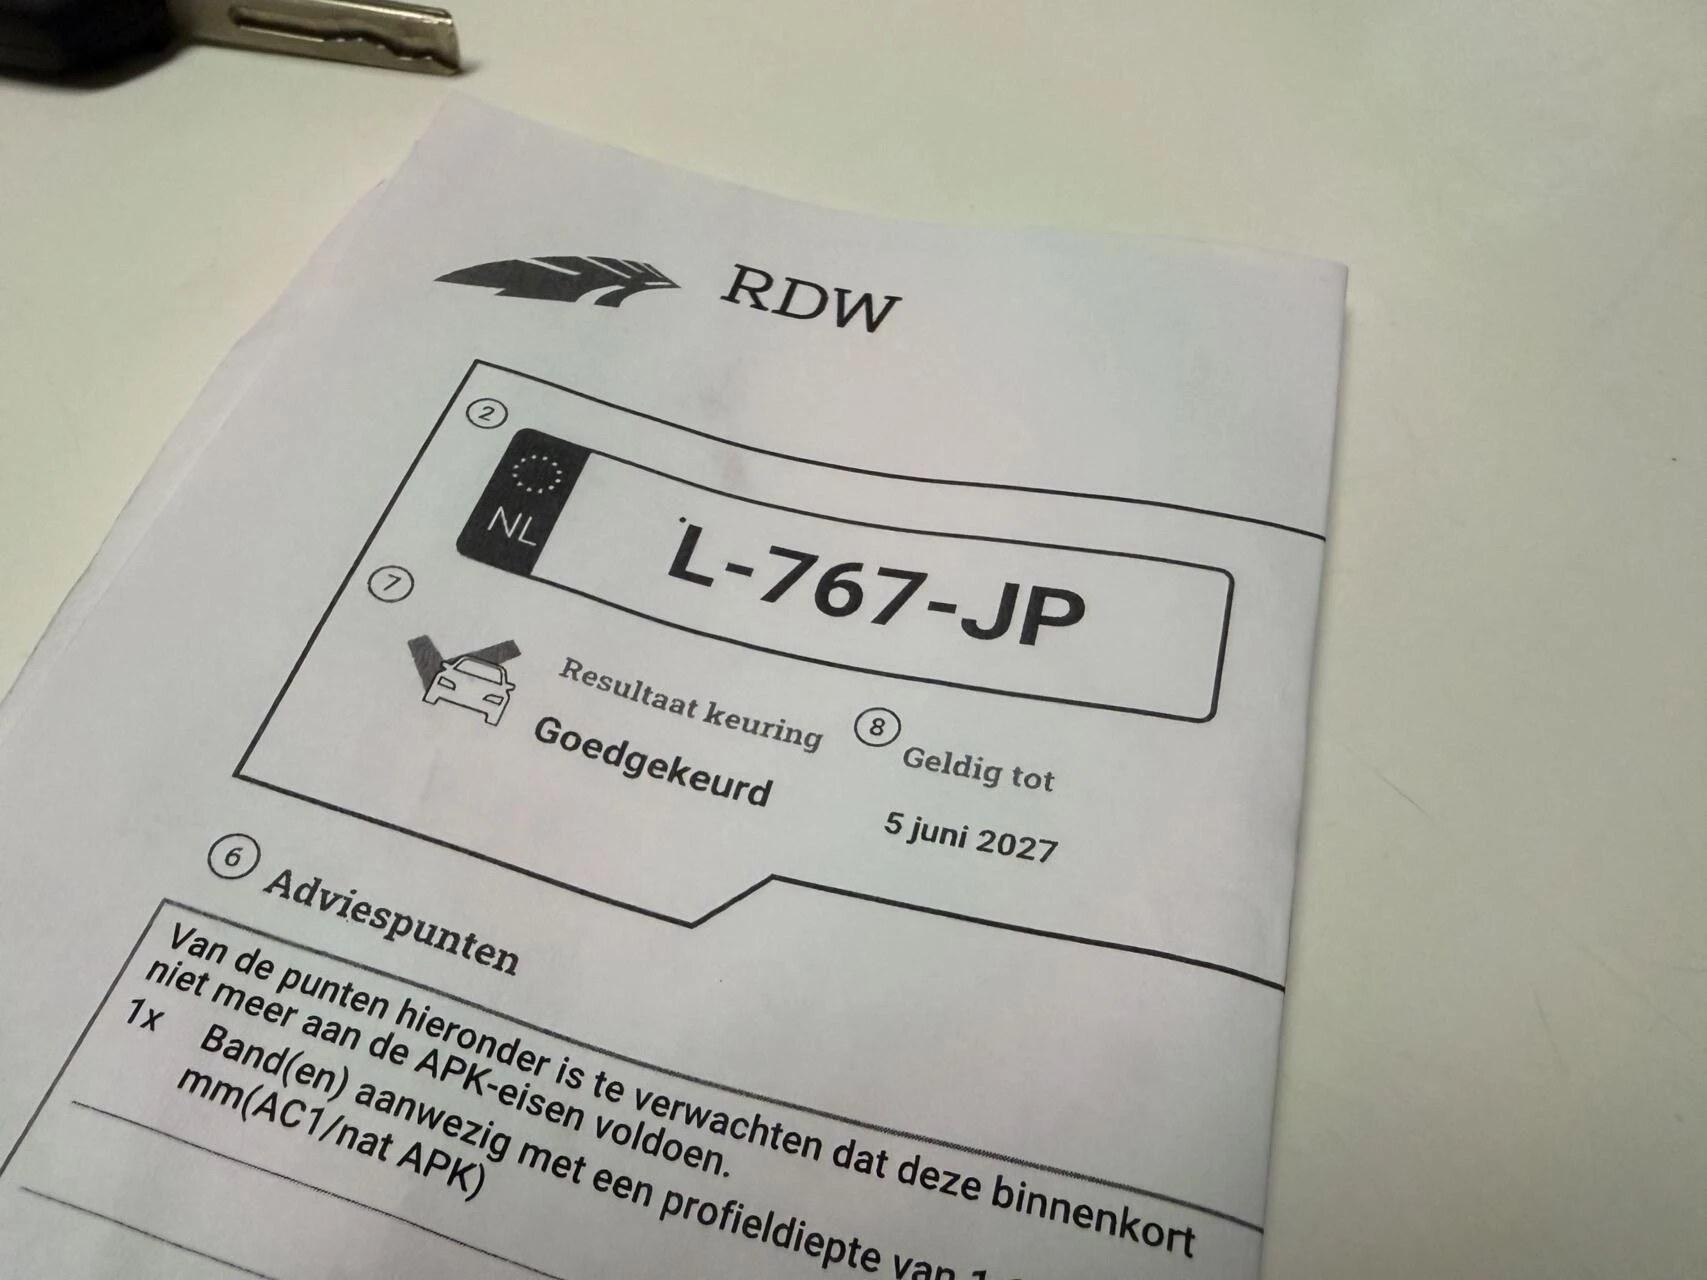 RDW
2
NL
L-767-JP
7
Resultaat keuring
Goedgekeurd
8
Geldig tot
5 juni 2027
6 Adviespunten
Van de punten hieronder is te verwachten dat deze binnenkort
niet meer aan de APK-eisen voldoen.
1x Band(en) aanwezig met een profieldiepte van
mm(AC1/nat APK)